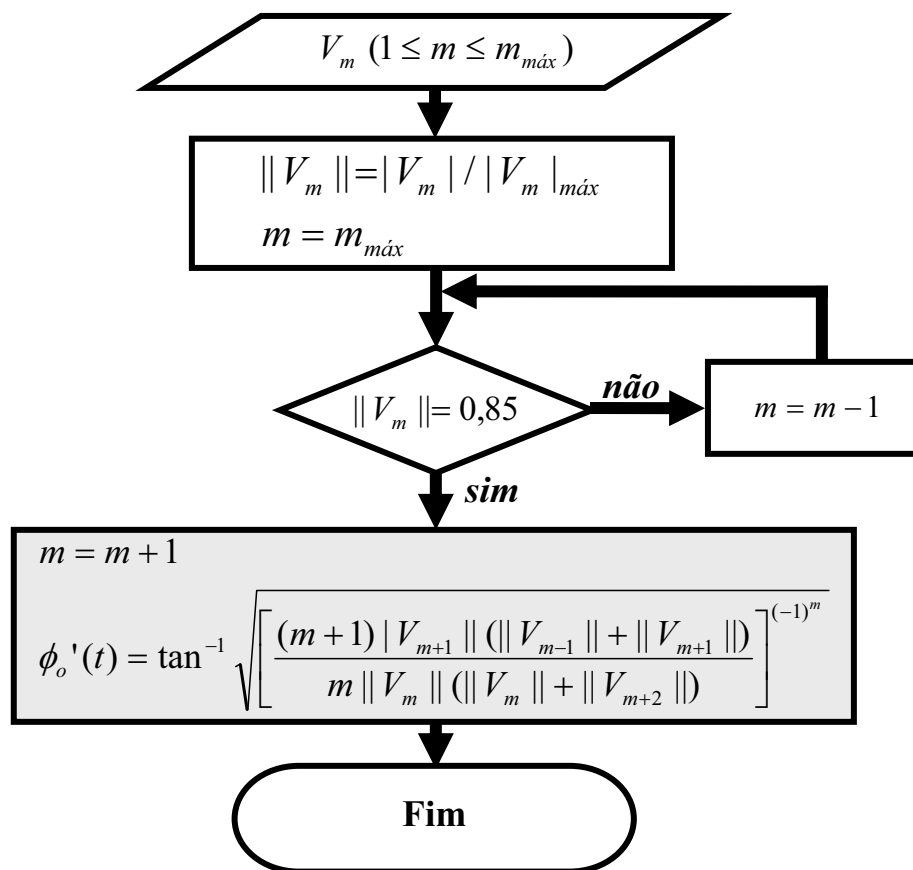 V_m (1 ≤ m ≤ m_máx)
|| V_m || = | V_m | / | V_m |_máx
m = m_máx
|| V_m || = 0,85
não
m = m − 1
sim
m = m + 1
ϕ_o'(t) = tan^{-1} √([ (m + 1) | V_{m+1} || (|| V_{m−1} || + || V_{m+1} ||) / m || V_m || (|| V_m || + || V_{m+2} ||) ]^{(-1)^m})
Fim